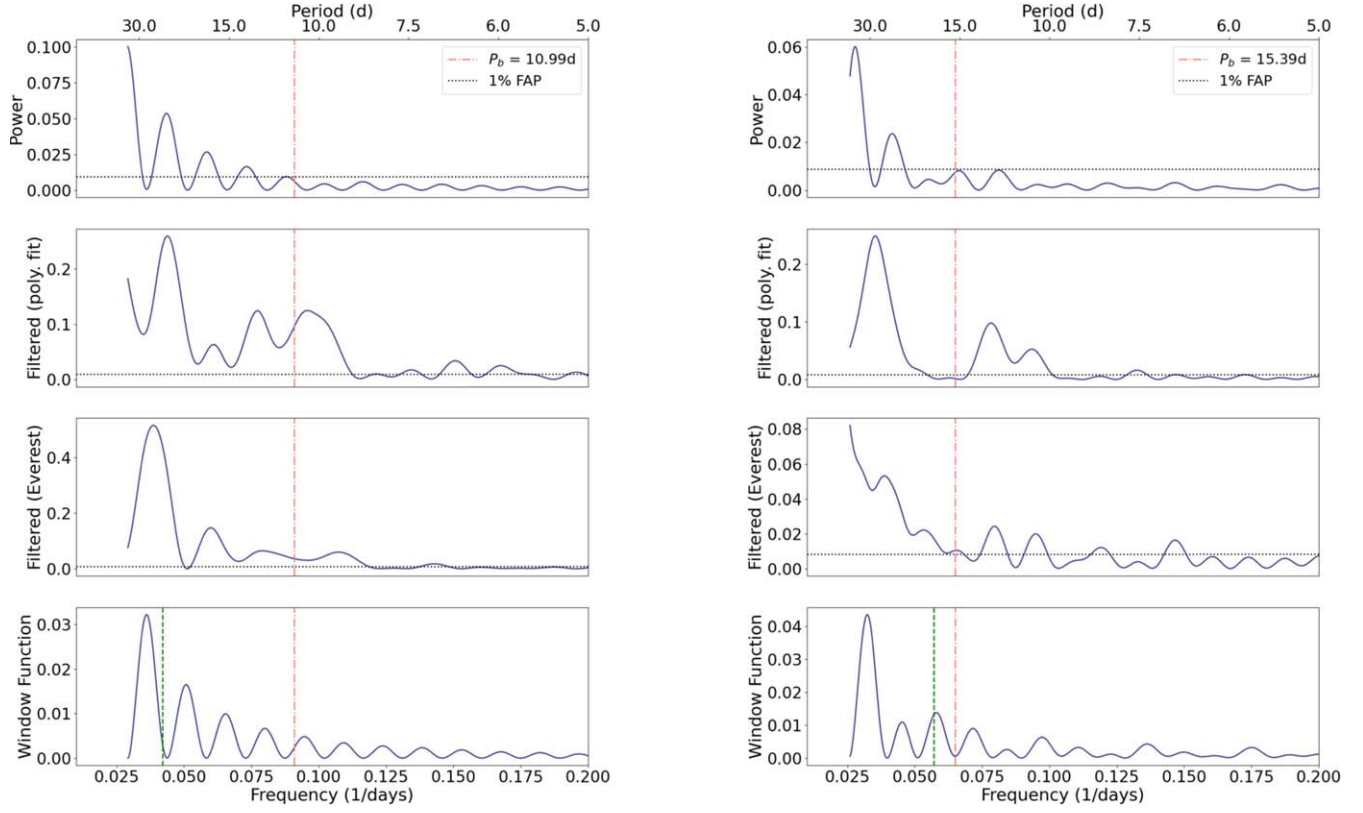 Period (d)
30.0 15.0 10.0 7.5 6.0 5.0
Power
0.100
0.075
0.050
0.025
0.000
P_b = 10.99d
1% FAP
Filtered (poly. fit)
0.2
0.1
0.0
Filtered (Everest)
0.4
0.2
0.0
Window Function
0.03
0.02
0.01
0.00
0.025 0.050 0.075 0.100 0.125 0.150 0.175 0.200
Frequency (1/days)
Period (d)
30.0 15.0 10.0 7.5 6.0 5.0
Power
0.06
0.04
0.02
0.00
P_b = 15.39d
1% FAP
Filtered (poly. fit)
0.2
0.1
0.0
Filtered (Everest)
0.08
0.06
0.04
0.02
0.00
Window Function
0.04
0.03
0.02
0.01
0.00
0.025 0.050 0.075 0.100 0.125 0.150 0.175 0.200
Frequency (1/days)